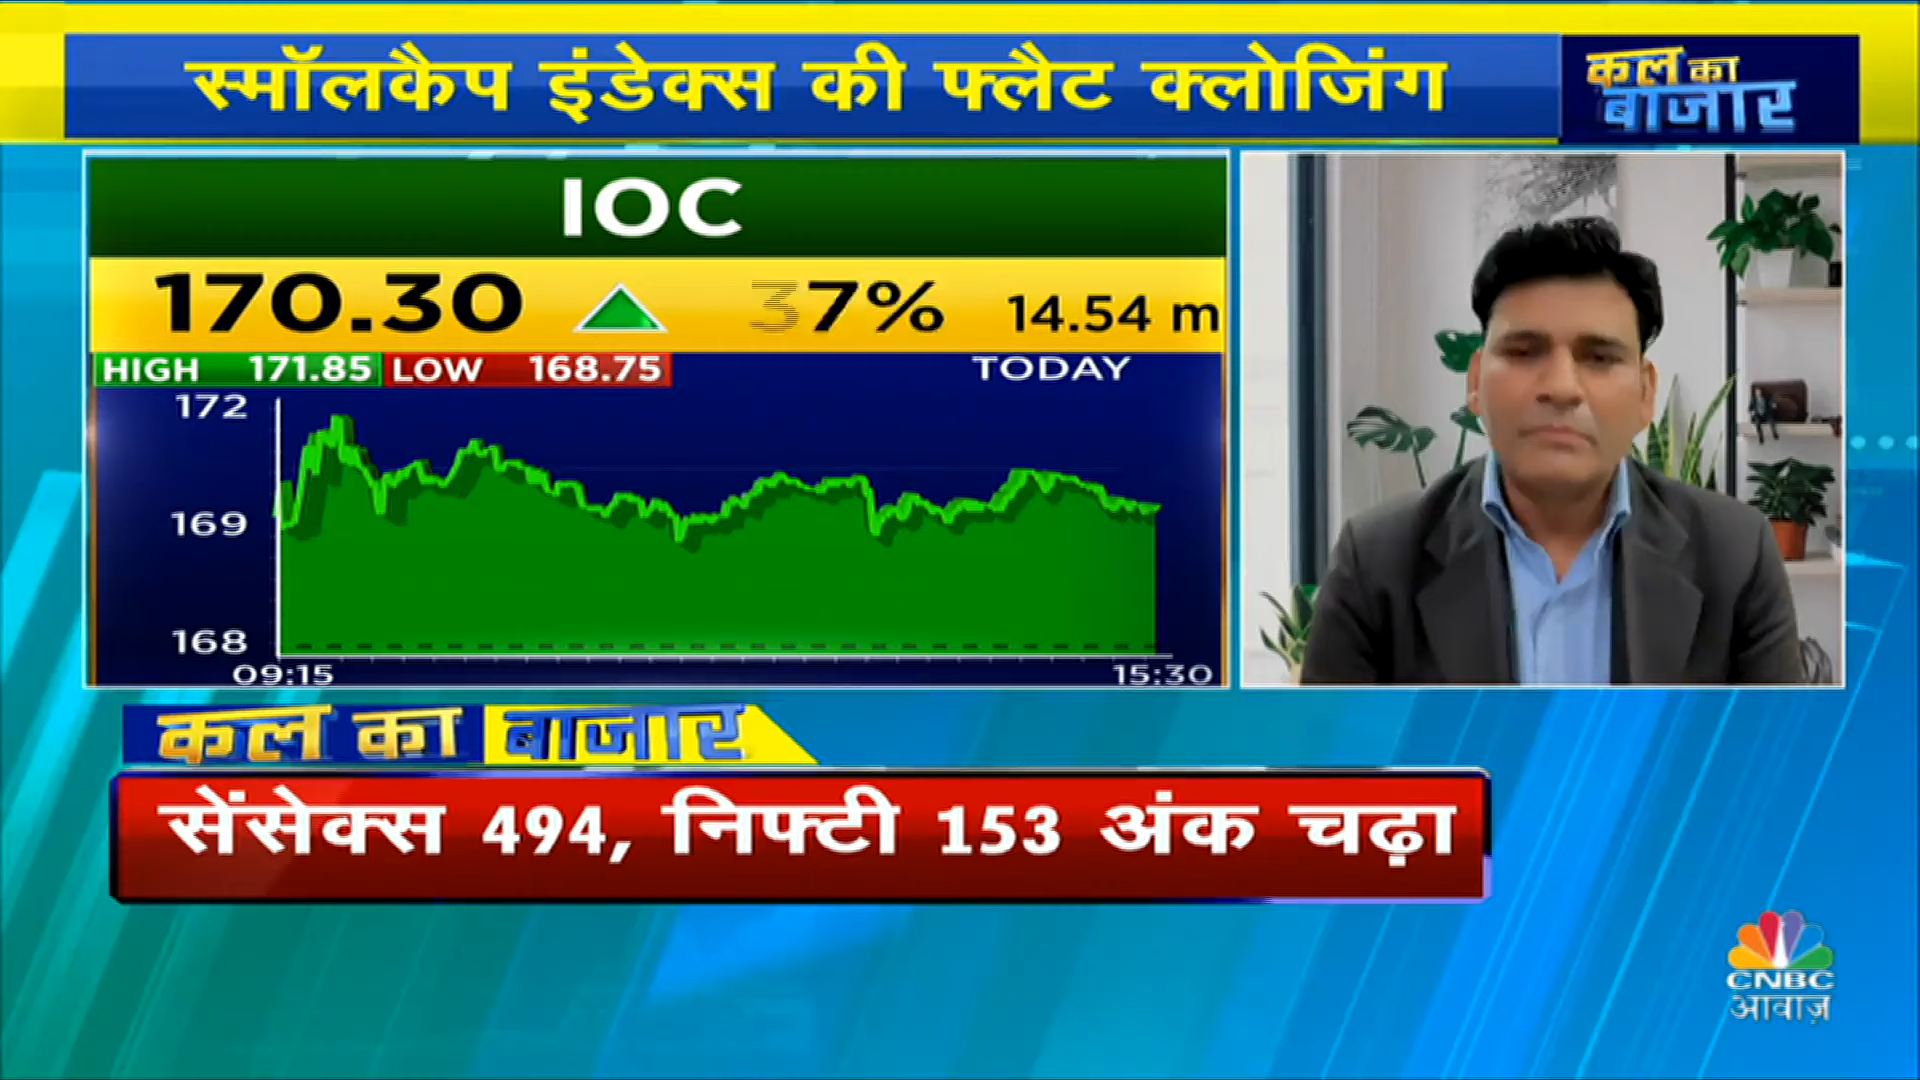 स्मॉलकैप इंडेक्स की फ्लैट क्लोजिंग
कल का बाजार
IOC
170.30 7% 14.54 m
HIGH 171.85 LOW 168.75 TODAY
172
169
168
09:15 15:30
कल का बाजार
सेंसेक्स 494, निफ्टी 153 अंक चढ़ा
CNBC
आवाज़